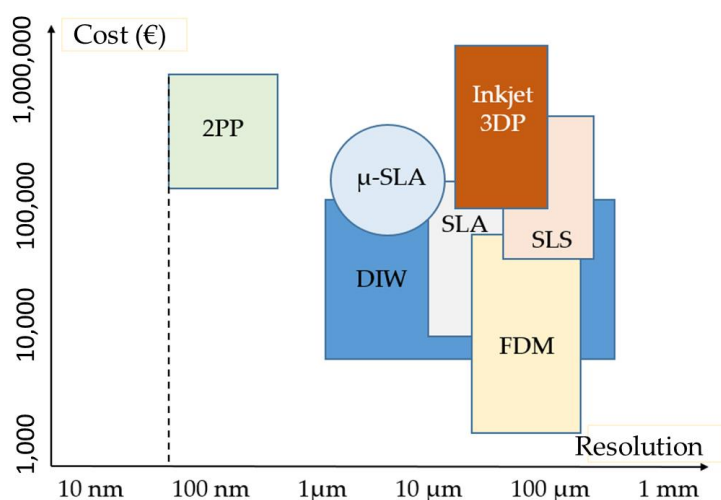 Cost (€)
1,000,000
100,000
10,000
1,000
2PP
Inkjet
3DP
μ-SLA
SLA
SLS
DIW
FDM
Resolution
10 nm
100 nm
1μm
10 μm
100 μm
1 mm